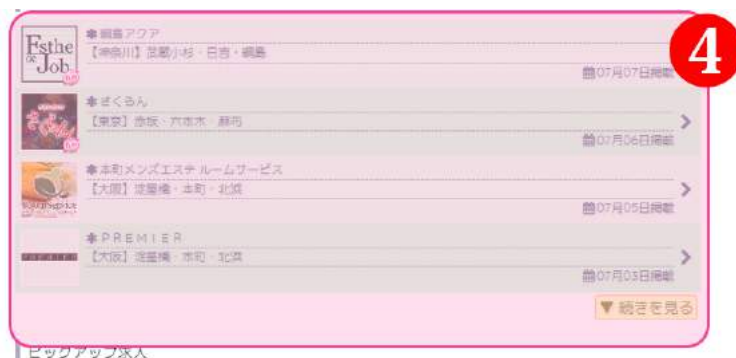 4
Esthe de Job
✽綱島アクア
【神奈川】武蔵小杉・日吉・綱島
07月07日掲載
✽さくらん
さくらん
【東京】赤坂・六本木・麻布
07月06日掲載
✽本町メンズエステ ルームサービス
【大阪】淀屋橋・本町・北浜
07月05日掲載
✽ＰＲＥＭＩＥＲ
PREMIER
【大阪】淀屋橋・本町・北浜
07月03日掲載
▼ 続きを見る
ピックアップ求人